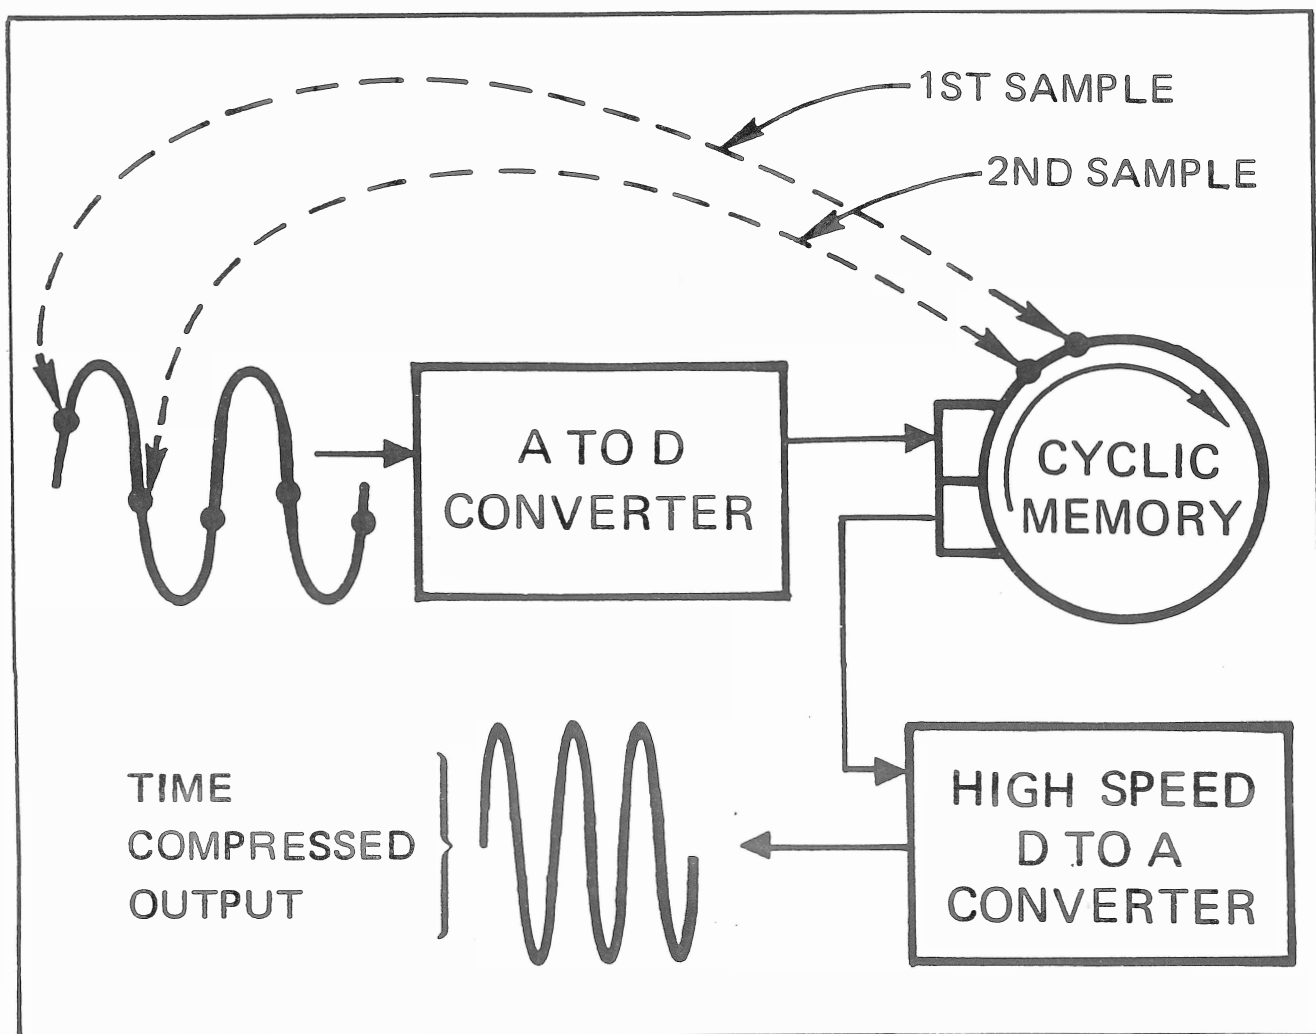 1ST SAMPLE
2ND SAMPLE
A TO D
CONVERTER
CYCLIC
MEMORY
TIME
COMPRESSED
OUTPUT
HIGH SPEED
D TO A
CONVERTER